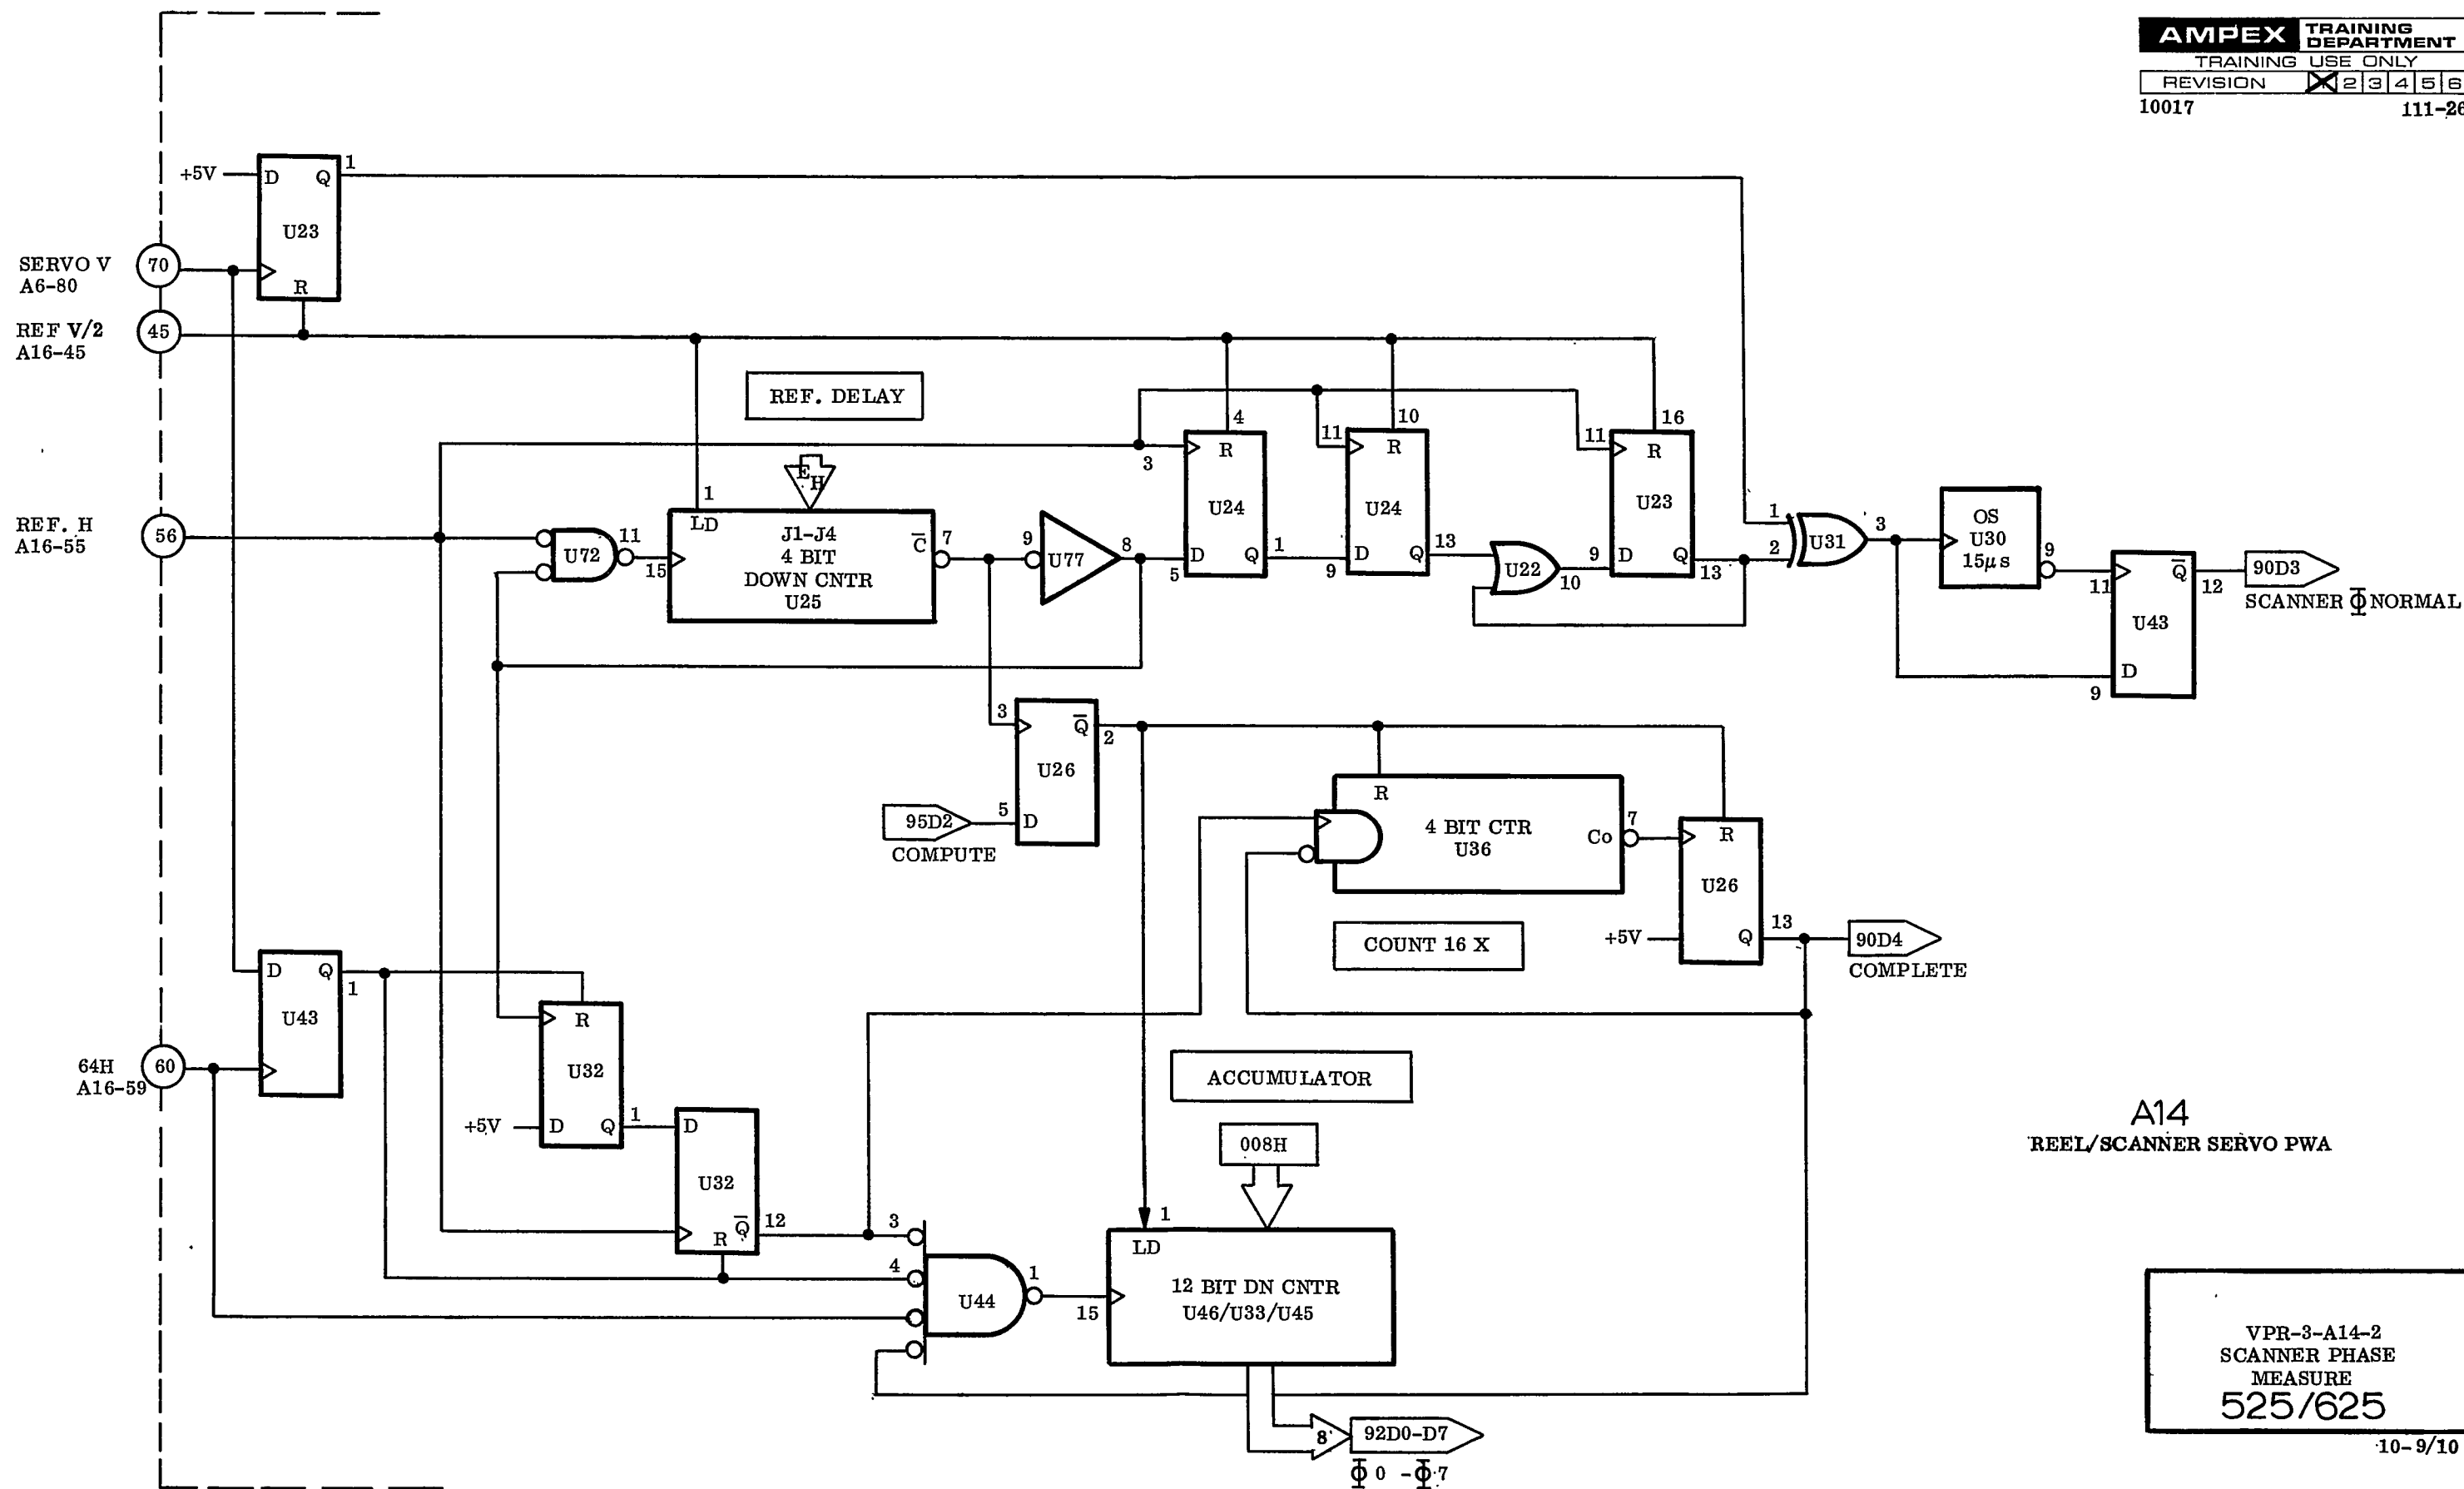 AMPEX TRAINING DEPARTMENT
TRAINING USE ONLY
REVISION X 2 3 4 5 6
10017 111-26
+5V D Q 1
U23
R
SERVO V
A6-80
70
REF V/2
A16-45
45
REF. DELAY
REF. H
A16-55
56
U72
11
15
1
LD
EH
J1-J4
4 BIT
DOWN CNTR
U25
C̅ 7
9 U77 8
3 4
R
U24
5 D Q 1
11 10
R
U24
9 D Q 13
U22
10
11 16
R
U23
9 D Q 13
1
2
U31
3
OS
U30
15μs
9
11 Q̅ 12
U43
9 D
90D3
SCANNER Φ NORMAL
3 Q̅ 2
U26
5 D
95D2
COMPUTE
R
4 BIT CTR
U36
Co 7
COUNT 16 X
R
U26
+5V Q 13
90D4
COMPLETE
D Q 1
U43
64H
A16-59
60
R
U32
+5V D Q 1
D
U32
R Q̅ 12
3
4
U44
1
ACCUMULATOR
008H
1
LD
15
12 BIT DN CNTR
U46/U33/U45
8
92D0-D7
Φ 0 - Φ 7
A14
REEL/SCANNER SERVO PWA
VPR-3-A14-2
SCANNER PHASE
MEASURE
525/625
10-9/10